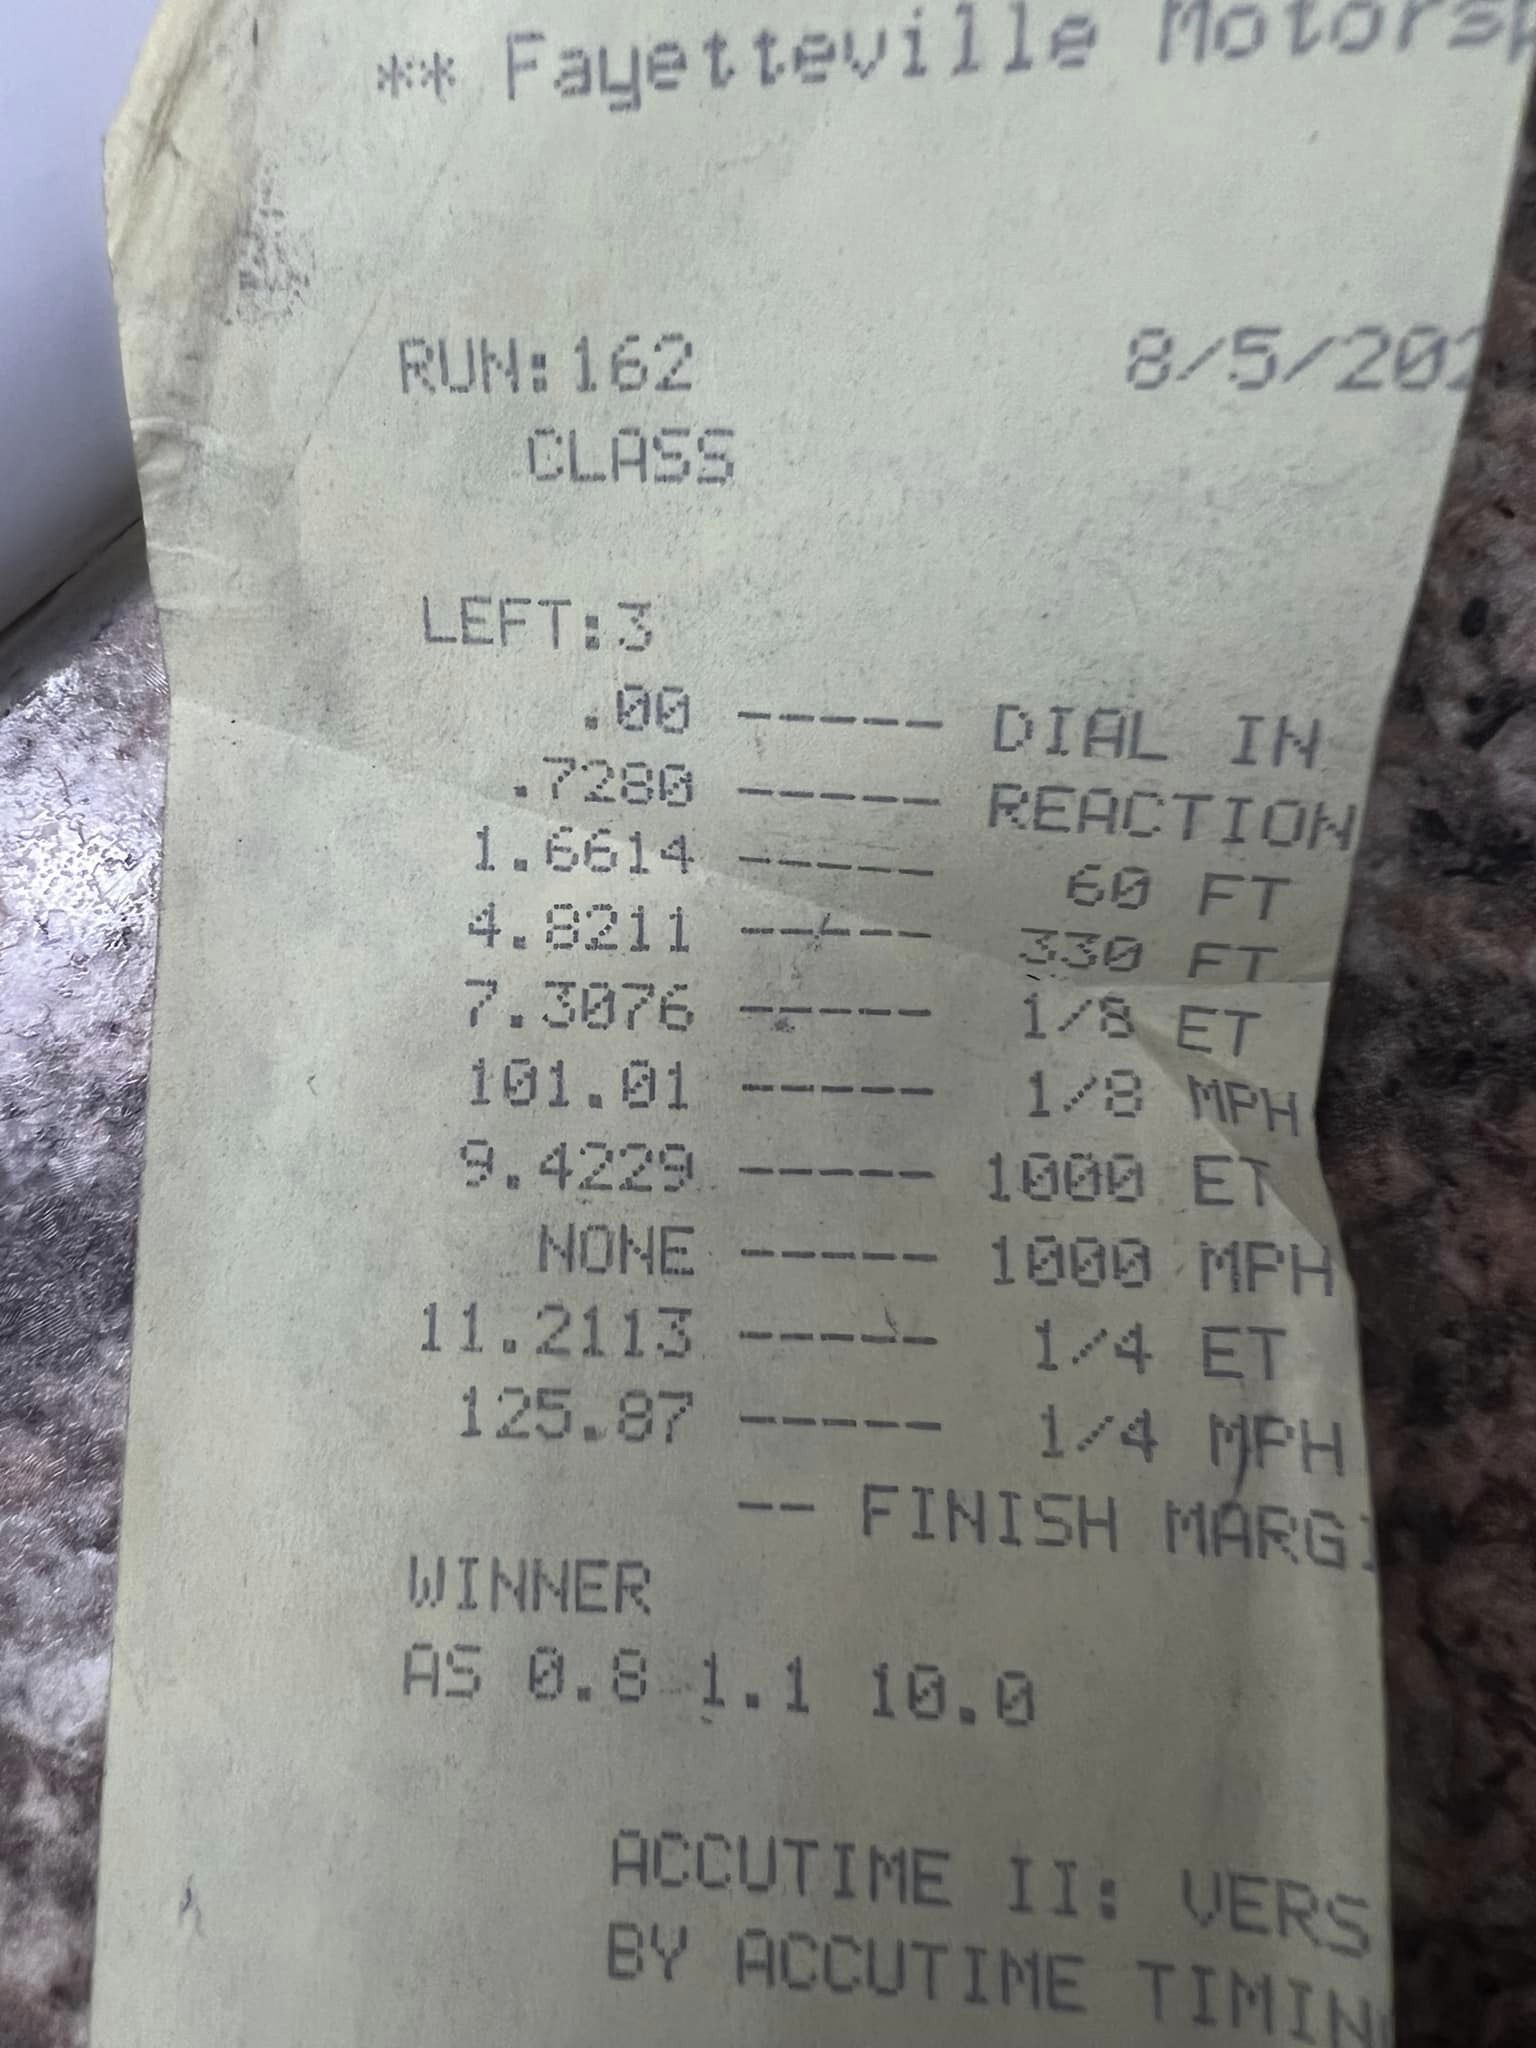 ** Fayetteville Motorsp
RUN:162 8/5/202
CLASS
LEFT:3
.00 ----- DIAL IN
.7280 ----- REACTION
1.6614 ----- 60 FT
4.8211 ----- 330 FT
7.3076 ----- 1/8 ET
101.01 ----- 1/8 MPH
9.4229 ----- 1000 ET
NONE ----- 1000 MPH
11.2113 ----- 1/4 ET
125.87 ----- 1/4 MPH
-- FINISH MARGI
WINNER
AS 0.8 1.1 10.0
ACCUTIME II: VERS
BY ACCUTIME TIMIN